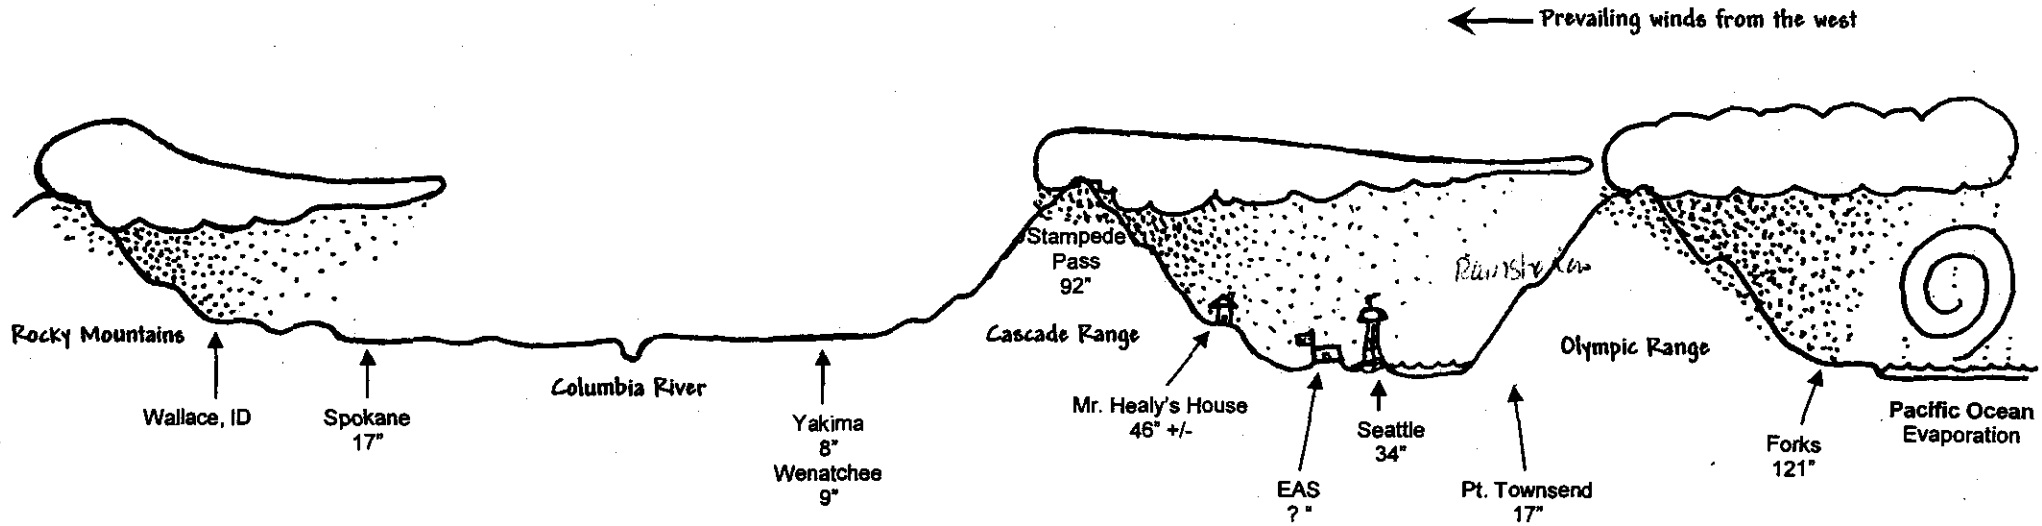 Prevailing winds from the west
Stampede
Pass
92"
Rocky Mountains
Cascade Range
Olympic Range
Columbia River
Wallace, ID
Spokane
17"
Yakima
8"
Wenatchee
9"
Mr. Healy's House
46" +/-
EAS
? "
Seattle
34"
Pt. Townsend
17"
Forks
121"
Pacific Ocean
Evaporation